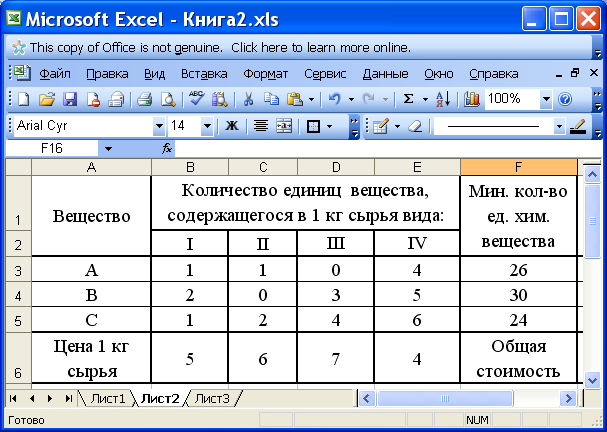 Microsoft Excel - Книга2.xls
This copy of Office is not genuine. Click here to learn more online.
Файл Правка Вид Вставка Формат Сервис Данные Окно Справка
100%
Arial Cyr 14 Ж
F16 fx
A B C D E F
1 Вещество Количество единиц вещества, содержащегося в 1 кг сырья вида: Мин. кол-во ед. хим. вещества
2 I II III IV
3 А 1 1 0 4 26
4 В 2 0 3 5 30
5 С 1 2 4 6 24
6 Цена 1 кг сырья 5 6 7 4 Общая стоимость
Лист1 Лист2 Лист3
Готово NUM